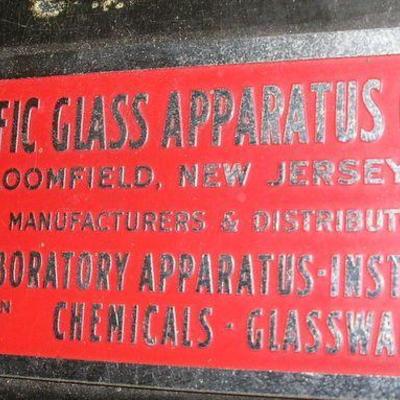 FIC GLASS APPARATUS
OOMFIELD, NEW JERSEY
MANUFACTURERS & DISTRIBUT
BORATORY APPARATUS-INST
N CHEMICALS - GLASSWA